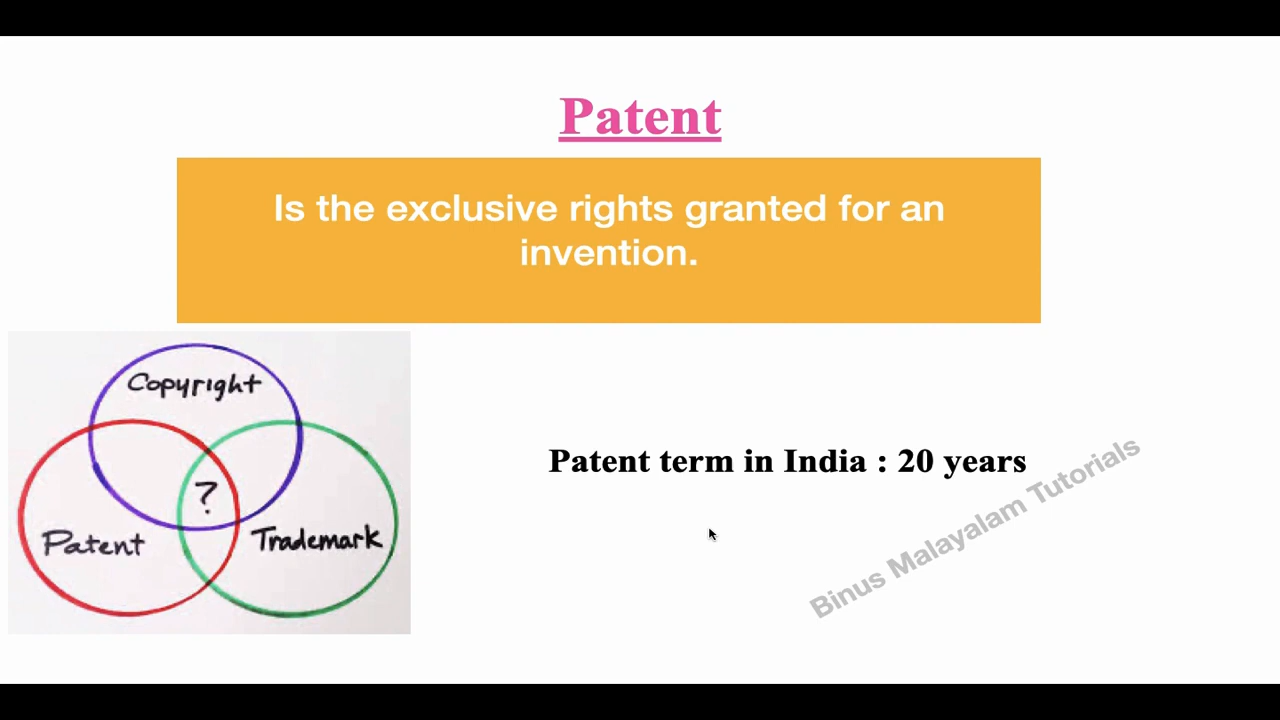 Patent
Is the exclusive rights granted for an
invention.
Copyright
?
Patent
Trademark
Patent term in India : 20 years
Binus Malayalam Tutorials